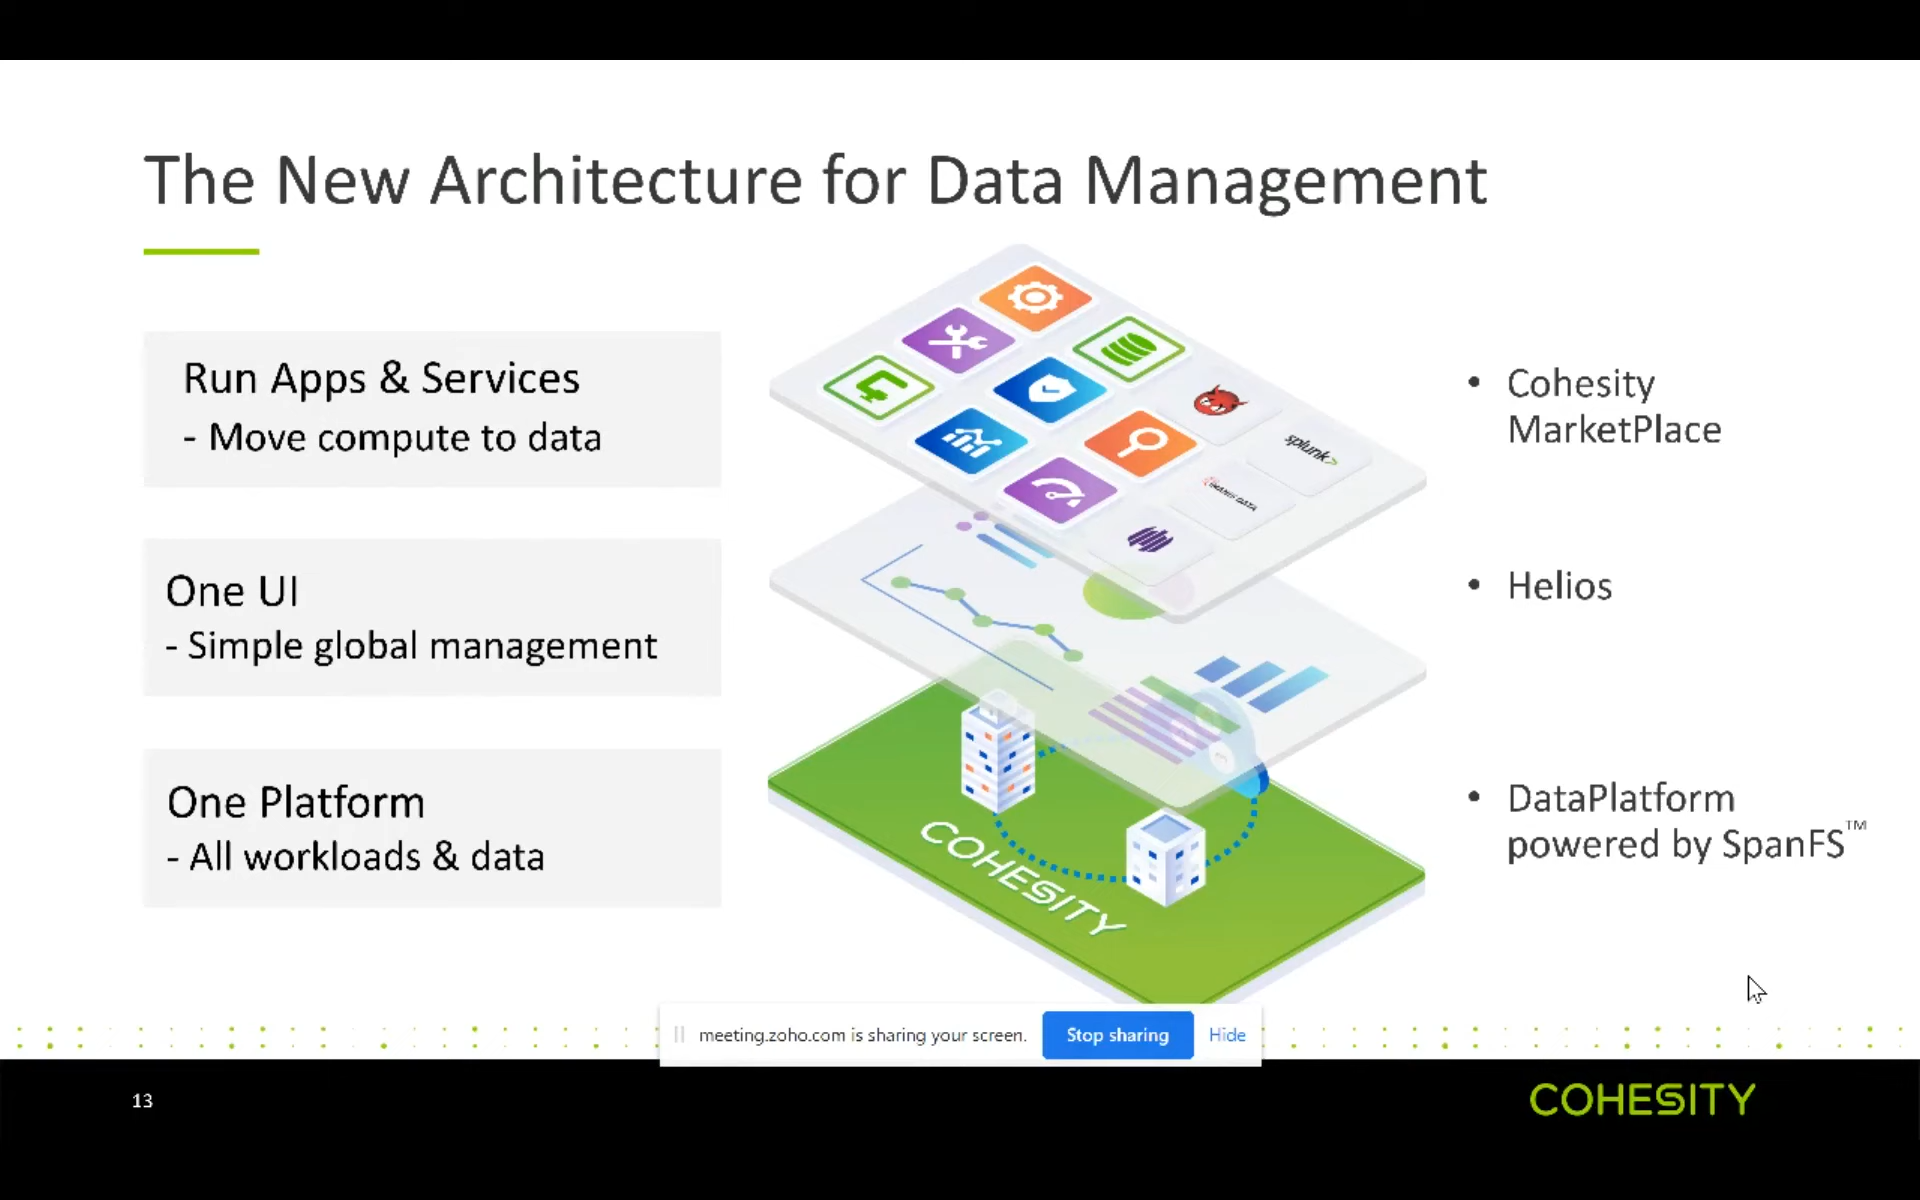 The New Architecture for Data Management
Run Apps & Services
- Move compute to data
One UI
- Simple global management
One Platform
- All workloads & data
splunk>
COHESITY
• Cohesity
MarketPlace
• Helios
• DataPlatform
powered by SpanFS™
meeting.zoho.com is sharing your screen.
Stop sharing
Hide
13
COHESITY